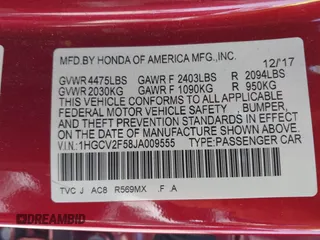 MFD.BY HONDA OF AMERICA MFG.,INC.
12/17
GVWR 4475LBS GAWR F 2403LBS R 2094LBS
GVWR 2030KG GAWR F 1090KG R 950KG
THIS VEHICLE CONFORMS TO ALL APPLICABLE
FEDERAL MOTOR VEHICLE SAFETY, BUMPER,
AND THEFT PREVENTION STANDARDS IN
EFFECT ON THE DATE OF MANUFACTURE SHOWN ABOVE.
V.I.N:1HGCV2F58JA009555 TYPE:PASSENGER CAR
TVC J AC8 R569MX .F .A
DREAMBID